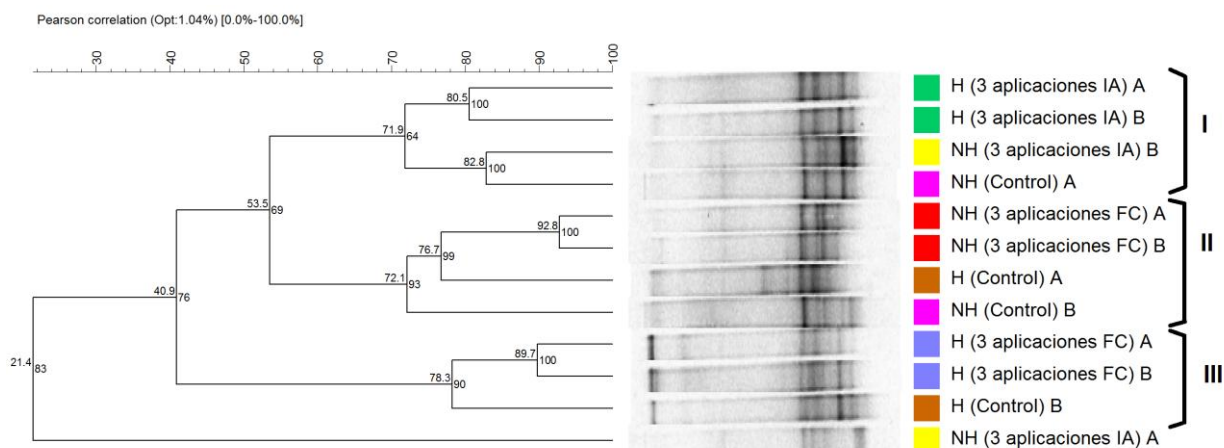 Pearson correlation (Opt:1.04%) [0.0%-100.0%]
30 40 50 60 70 80 90 100
80.5 100
71.9 64
82.8 100
53.5 69
92.8 100
76.7 99
72.1 93
40.9 76
89.7 100
78.3 90
21.4 83
H (3 aplicaciones IA) A
H (3 aplicaciones IA) B
NH (3 aplicaciones IA) B
NH (Control) A
I
NH (3 aplicaciones FC) A
NH (3 aplicaciones FC) B
H (Control) A
NH (Control) B
II
H (3 aplicaciones FC) A
H (3 aplicaciones FC) B
H (Control) B
III
NH (3 aplicaciones IA) A